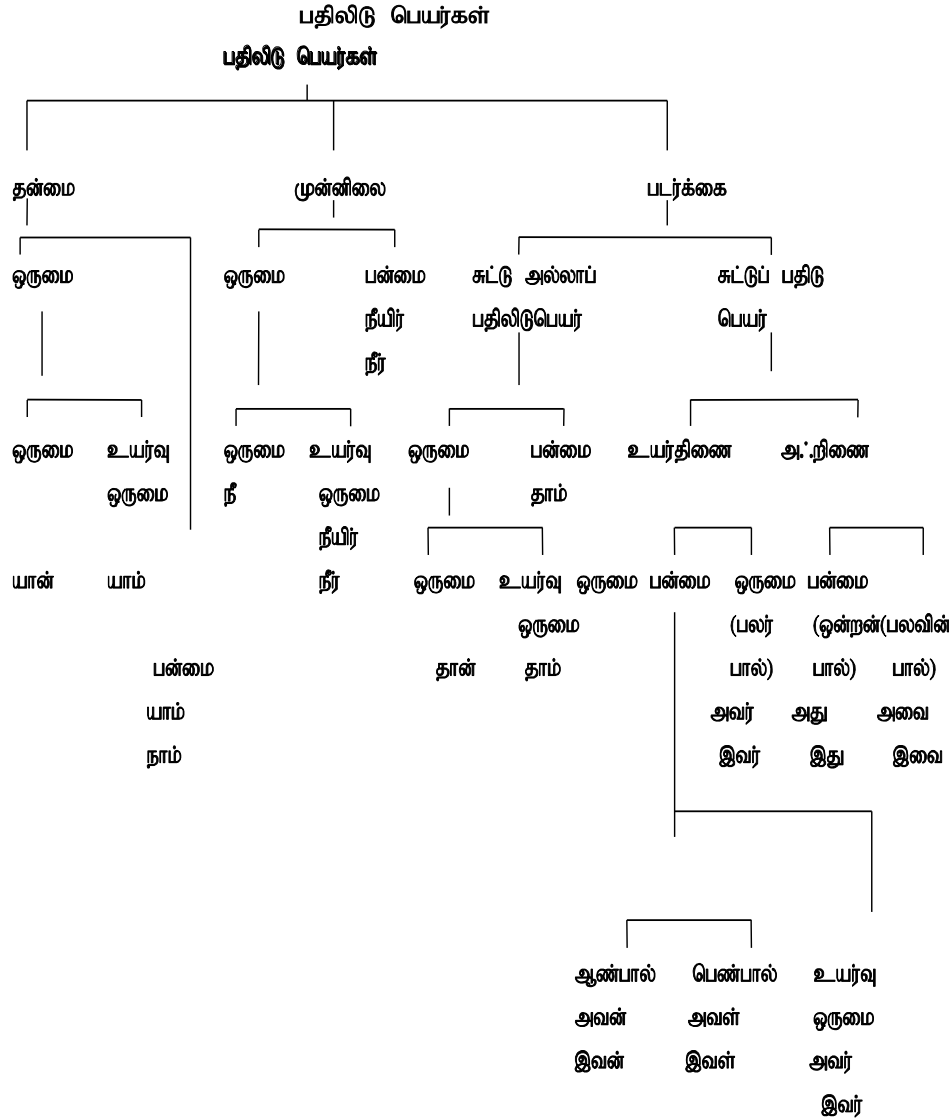 பதிலிடு பெயர்கள்
பதிலிடு பெயர்கள்
தன்மை முன்னிலை படர்க்கை
ஒருமை ஒருமை பன்மை சுட்டு அல்லாப் சுட்டுப் பதிடு
நீயிர் பதிலிடுபெயர் பெயர்
நீர்
ஒருமை உயர்வு ஒருமை உயர்வு ஒருமை பன்மை உயர்திணை அஃறிணை
ஒருமை நீ ஒருமை தாம்
நீயிர்
யான் யாம் நீர் ஒருமை உயர்வு ஒருமை பன்மை ஒருமை பன்மை
ஒருமை (பலர் (ஒன்றன் (பலவின்
பன்மை தான் தாம் பால்) பால்) பால்)
யாம் அவர் அது அவை
நாம் இவர் இது இவை
ஆண்பால் பெண்பால் உயர்வு
அவன் அவள் ஒருமை
இவன் இவள் அவர்
இவர்